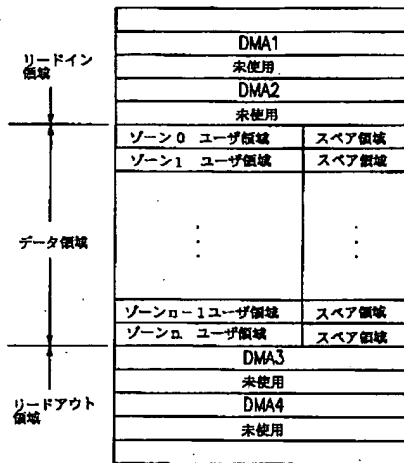 DMA1
リードイン
領域
未使用
DMA2
未使用
ゾーン0 ユーザ領域 スペア領域
ゾーン1 ユーザ領域 スペア領域
データ領域
ゾーンn-1ユーザ領域 スペア領域
ゾーンn ユーザ領域 スペア領域
DMA3
未使用
リードアウト
領域
DMA4
未使用